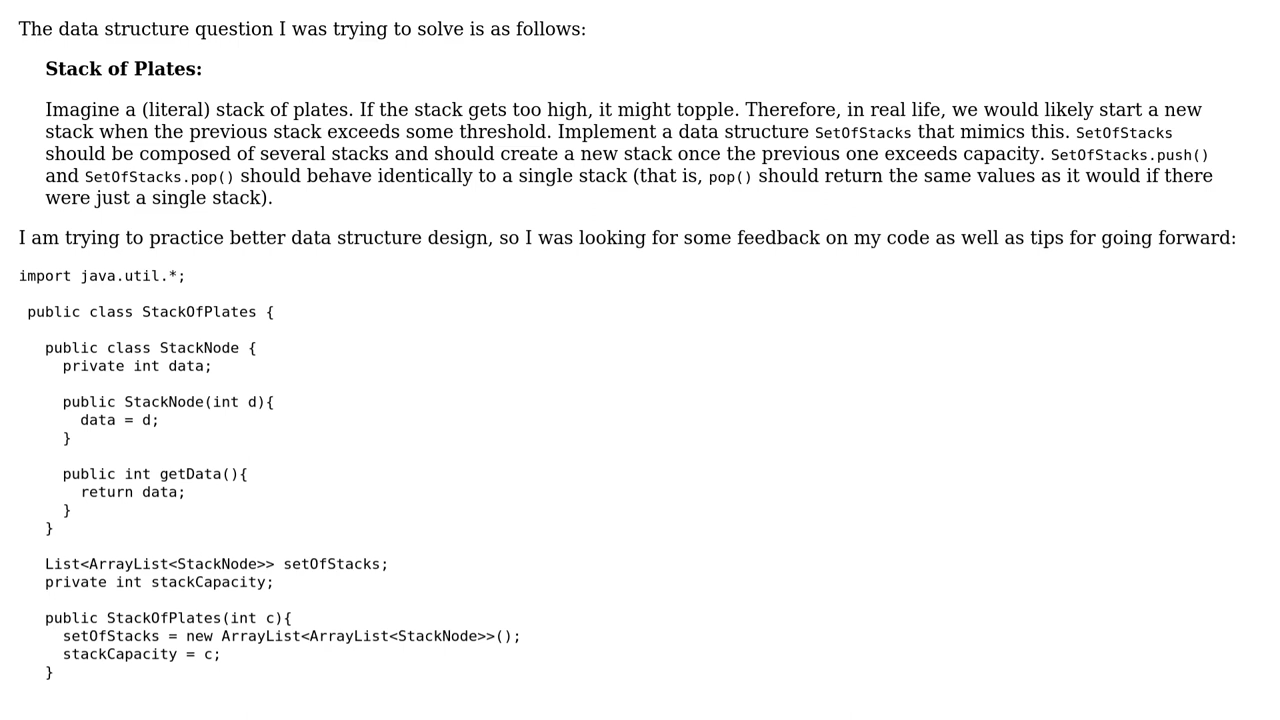 The data structure question I was trying to solve is as follows:
Stack of Plates:
Imagine a (literal) stack of plates. If the stack gets too high, it might topple. Therefore, in real life, we would likely start a new
stack when the previous stack exceeds some threshold. Implement a data structure SetOfStacks that mimics this. SetOfStacks
should be composed of several stacks and should create a new stack once the previous one exceeds capacity. SetOfStacks.push()
and SetOfStacks.pop() should behave identically to a single stack (that is, pop() should return the same values as it would if there
were just a single stack).
I am trying to practice better data structure design, so I was looking for some feedback on my code as well as tips for going forward:
import java.util.*;
public class StackOfPlates {
public class StackNode {
private int data;
public StackNode(int d){
data = d;
}
public int getData(){
return data;
}
}
List<ArrayList<StackNode>> setOfStacks;
private int stackCapacity;
public StackOfPlates(int c){
setOfStacks = new ArrayList<ArrayList<StackNode>>();
stackCapacity = c;
}